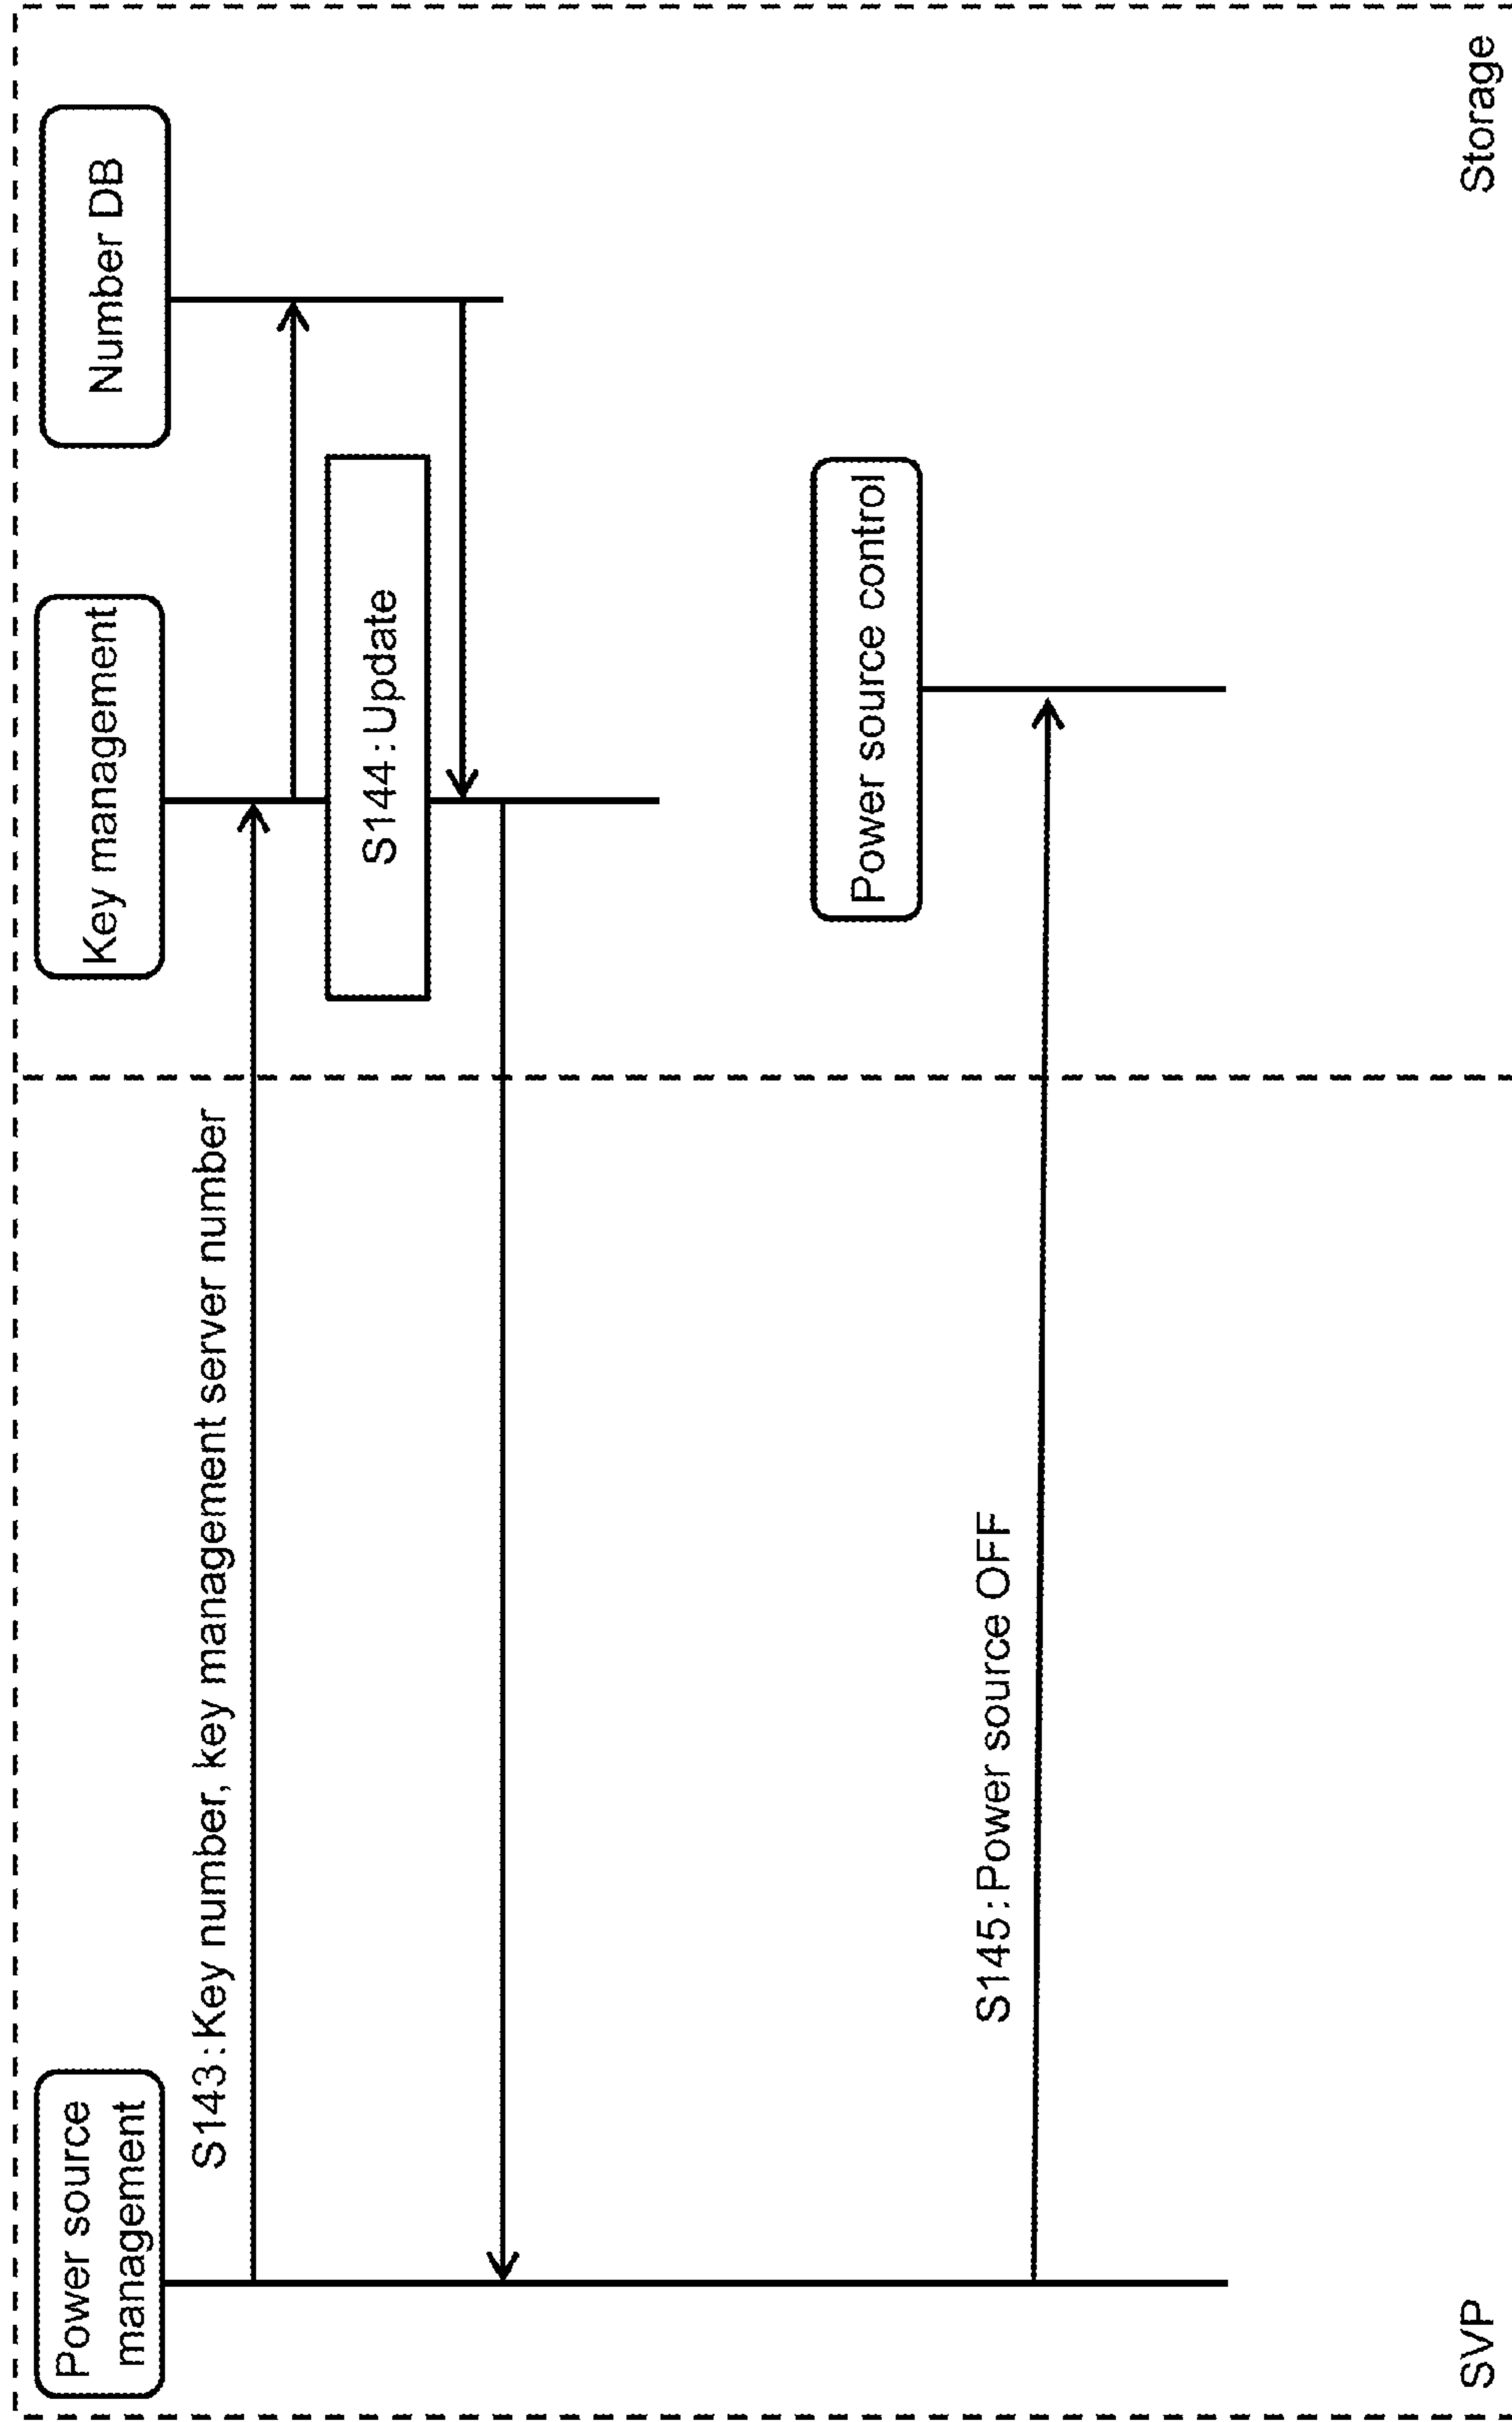 Power source
management
Key management
Number DB
S143:Key number, key management server number
S144:Update
Power source control
S145:Power source OFF
SVP
Storage